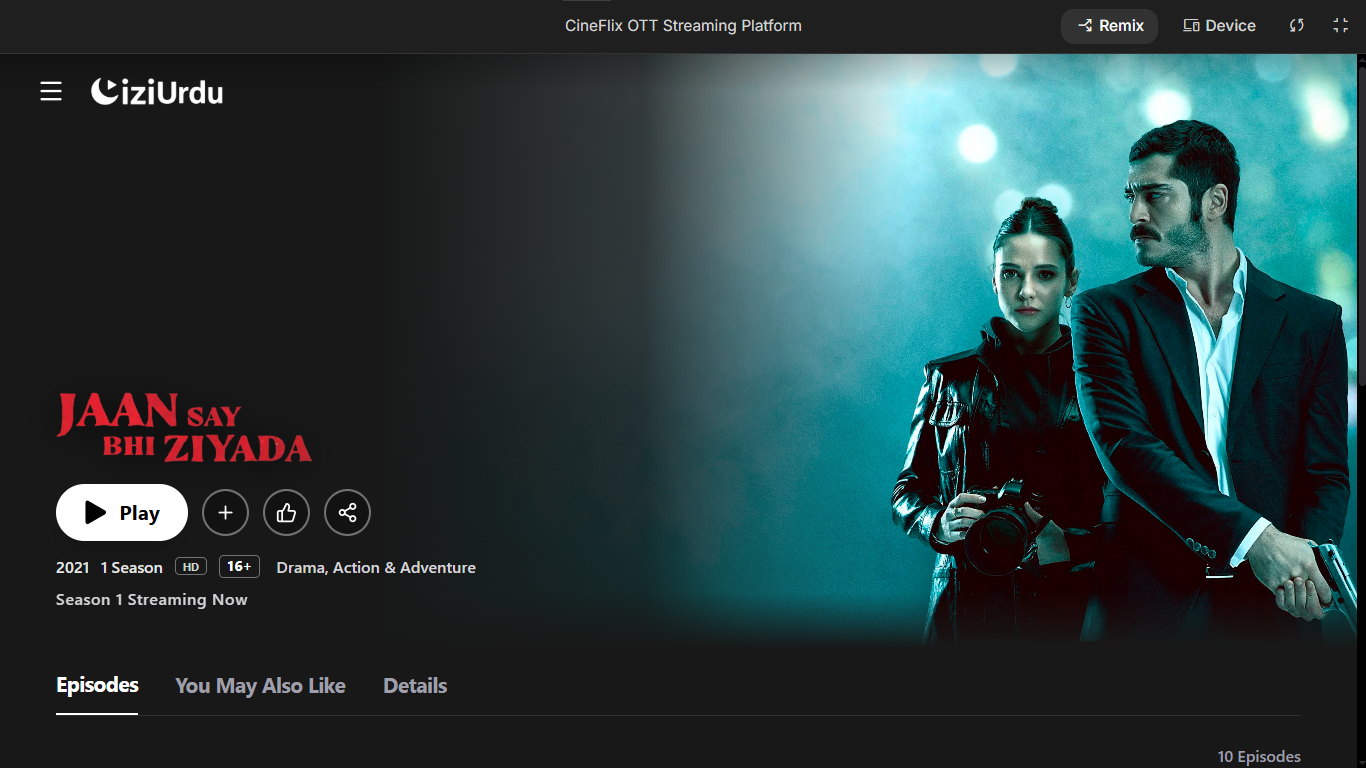 CineFlix OTT Streaming Platform
Remix
Device
iziUrdu
JAAN SAY
BHI ZIYADA
Play
2021 1 Season HD 16+ Drama, Action & Adventure
Season 1 Streaming Now
Episodes You May Also Like Details
10 Episodes